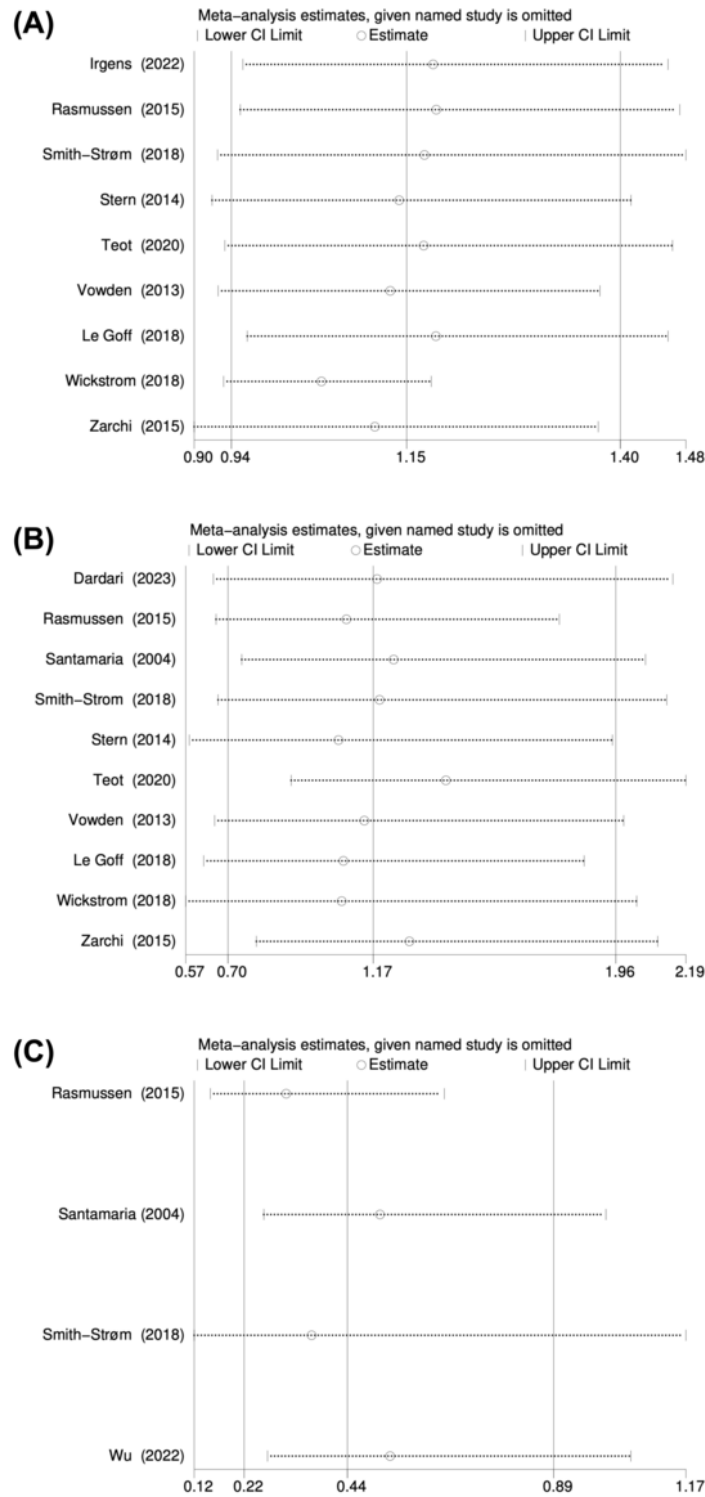 (A)
Meta−analysis estimates, given named study is omitted
Lower CI Limit Estimate Upper CI Limit
Irgens (2022)
Rasmussen (2015)
Smith−Strøm (2018)
Stern (2014)
Teot (2020)
Vowden (2013)
Le Goff (2018)
Wickstrom (2018)
Zarchi (2015)
0.90 0.94 1.15 1.40 1.48
(B)
Meta−analysis estimates, given named study is omitted
Lower CI Limit Estimate Upper CI Limit
Dardari (2023)
Rasmussen (2015)
Santamaria (2004)
Smith−Strom (2018)
Stern (2014)
Teot (2020)
Vowden (2013)
Le Goff (2018)
Wickstrom (2018)
Zarchi (2015)
0.57 0.70 1.17 1.96 2.19
(C)
Meta−analysis estimates, given named study is omitted
Lower CI Limit Estimate Upper CI Limit
Rasmussen (2015)
Santamaria (2004)
Smith−Strøm (2018)
Wu (2022)
0.12 0.22 0.44 0.89 1.17